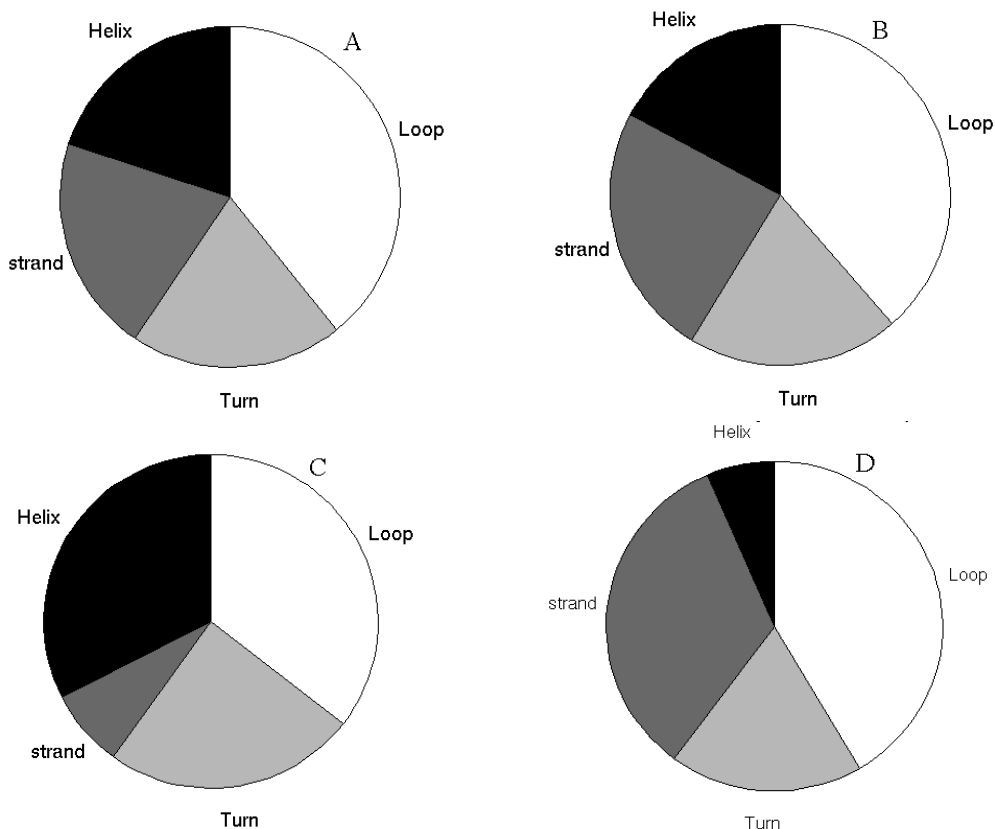 Helix
A
Loop
strand
Turn
Helix
B
Loop
strand
Turn
C
Helix
Loop
strand
Turn
Helix
D
Loop
strand
Turn